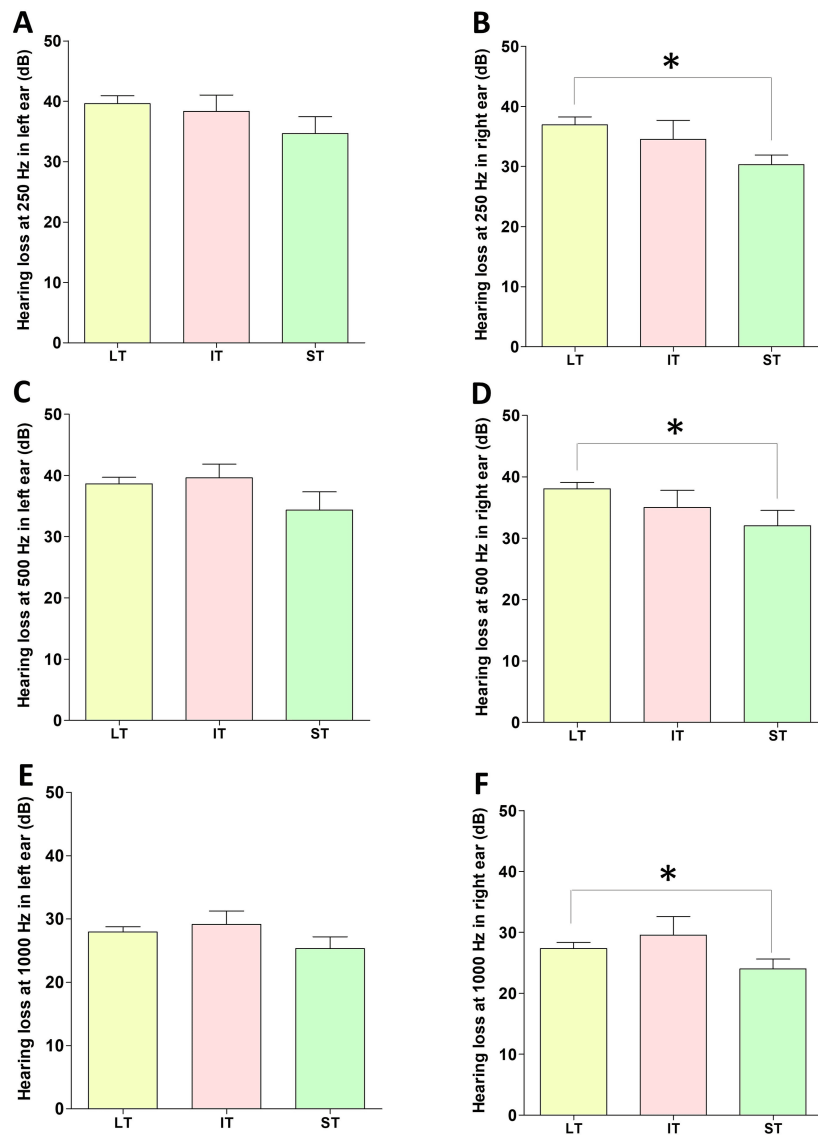 A
Hearing loss at 250 Hz in left ear (dB)
50
40
30
20
10
0
LT IT ST
B
Hearing loss at 250 Hz in right ear (dB)
50
40
30
20
10
0
*
LT IT ST
C
Hearing loss at 500 Hz in left ear (dB)
50
40
30
20
10
0
LT IT ST
D
Hearing loss at 500 Hz in right ear (dB)
50
40
30
20
10
0
*
LT IT ST
E
Hearing loss at 1000 Hz in left ear (dB)
50
40
30
20
10
0
LT IT ST
F
Hearing loss at 1000 Hz in right ear (dB)
50
40
30
20
10
0
*
LT IT ST